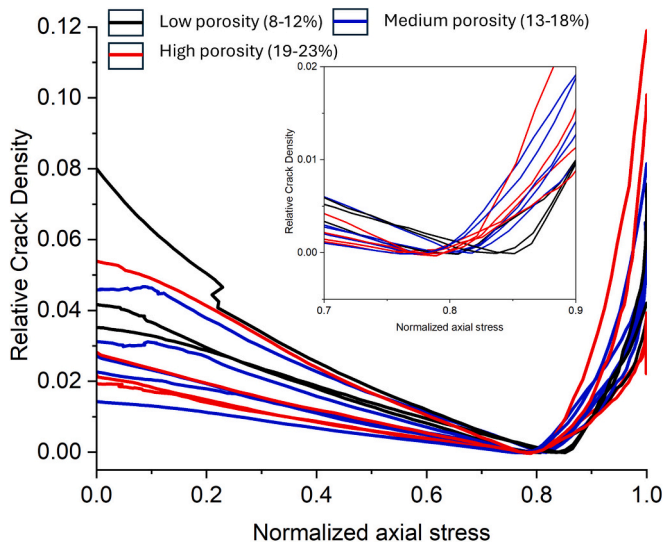 Low porosity (8-12%)
Medium porosity (13-18%)
High porosity (19-23%)
0.12
0.10
0.08
0.06
0.04
0.02
0.00
Relative Crack Density
0.0
0.2
0.4
0.6
0.8
1.0
Normalized axial stress
0.02
0.01
0.00
Relative Crack Density
0.7
0.8
0.9
Normalized axial stress